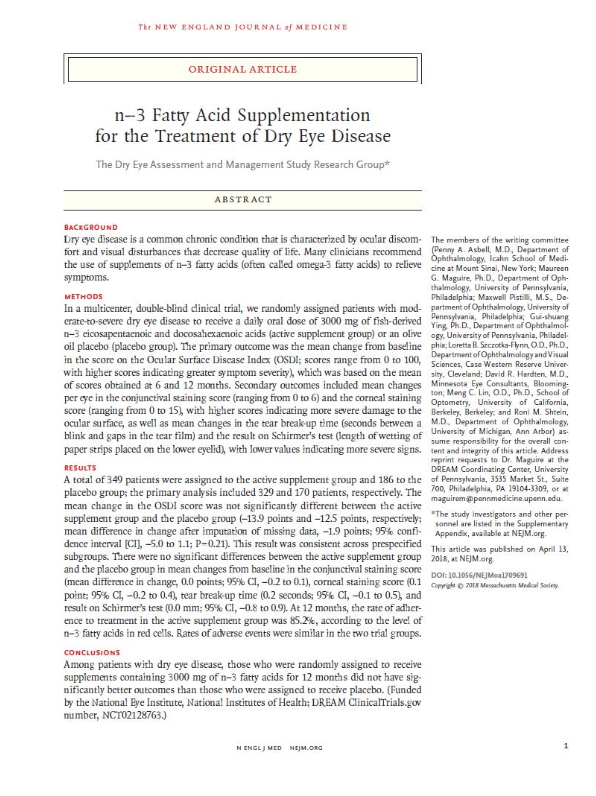 The NEW ENGLAND JOURNAL of MEDICINE
ORIGINAL ARTICLE
n–3 Fatty Acid Supplementation
for the Treatment of Dry Eye Disease
The Dry Eye Assessment and Management Study Research Group*
ABSTRACT
BACKGROUND
Dry eye disease is a common chronic condition that is characterized by ocular discom-
fort and visual disturbances that decrease quality of life. Many clinicians recommend
the use of supplements of n–3 fatty acids (often called omega-3 fatty acids) to relieve
symptoms.
METHODS
In a multicenter, double-blind clinical trial, we randomly assigned patients with mod-
erate-to-severe dry eye disease to receive a daily oral dose of 3000 mg of fish-derived
n–3 eicosapentaenoic and docosahexaenoic acids (active supplement group) or an olive
oil placebo (placebo group). The primary outcome was the mean change from baseline
in the score on the Ocular Surface Disease Index (OSDI; scores range from 0 to 100,
with higher scores indicating greater symptom severity), which was based on the mean
of scores obtained at 6 and 12 months. Secondary outcomes included mean changes
per eye in the conjunctival staining score (ranging from 0 to 6) and the corneal staining
score (ranging from 0 to 15), with higher scores indicating more severe damage to the
ocular surface, as well as mean changes in the tear break-up time (seconds between a
blink and gaps in the tear film) and the result on Schirmer's test (length of wetting of
paper strips placed on the lower eyelid), with lower values indicating more severe signs.
RESULTS
A total of 349 patients were assigned to the active supplement group and 186 to the
placebo group; the primary analysis included 329 and 170 patients, respectively. The
mean change in the OSDI score was not significantly different between the active
supplement group and the placebo group (−13.9 points and −12.5 points, respectively;
mean difference in change after imputation of missing data, −1.9 points; 95% confi-
dence interval [CI], −5.0 to 1.1; P=0.21). This result was consistent across prespecified
subgroups. There were no significant differences between the active supplement group
and the placebo group in mean changes from baseline in the conjunctival staining score
(mean difference in change, 0.0 points; 95% CI, −0.2 to 0.1), corneal staining score (0.1
point; 95% CI, −0.2 to 0.4), tear break-up time (0.2 seconds; 95% CI, −0.1 to 0.5), and
result on Schirmer's test (0.0 mm; 95% CI, −0.8 to 0.9). At 12 months, the rate of adher-
ence to treatment in the active supplement group was 85.2%, according to the level of
n–3 fatty acids in red cells. Rates of adverse events were similar in the two trial groups.
CONCLUSIONS
Among patients with dry eye disease, those who were randomly assigned to receive
supplements containing 3000 mg of n–3 fatty acids for 12 months did not have sig-
nificantly better outcomes than those who were assigned to receive placebo. (Funded
by the National Eye Institute, National Institutes of Health; DREAM ClinicalTrials.gov
number, NCT02128763.)
The members of the writing committee
(Penny A. Asbell, M.D., Department of
Ophthalmology, Icahn School of Medi-
cine at Mount Sinai, New York; Maureen
G. Maguire, Ph.D., Department of Oph-
thalmology, University of Pennsylvania,
Philadelphia; Maxwell Pistilli, M.S., De-
partment of Ophthalmology, University of
Pennsylvania, Philadelphia; Gui-shuang
Ying, Ph.D., Department of Ophthalmol-
ogy, University of Pennsylvania, Philadel-
phia; Loretta B. Szczotka-Flynn, O.D., Ph.D.,
Department of Ophthalmology and Visual
Sciences, Case Western Reserve Univer-
sity, Cleveland; David R. Hardten, M.D.,
Minnesota Eye Consultants, Blooming-
ton; Meng C. Lin, O.D., Ph.D., School of
Optometry, University of California,
Berkeley, Berkeley; and Roni M. Shtein,
M.D., Department of Ophthalmology,
University of Michigan, Ann Arbor) as-
sume responsibility for the overall con-
tent and integrity of this article. Address
reprint requests to Dr. Maguire at the
DREAM Coordinating Center, University
of Pennsylvania, 3535 Market St., Suite
700, Philadelphia, PA 19104-3309, or at
maguirem@pennmedicine.upenn.edu.
*The study investigators and other per-
sonnel are listed in the Supplementary
Appendix, available at NEJM.org.
This article was published on April 13,
2018, at NEJM.org.
DOI: 10.1056/NEJMoa1709691
Copyright © 2018 Massachusetts Medical Society.
N ENGL J MED NEJM.ORG
1